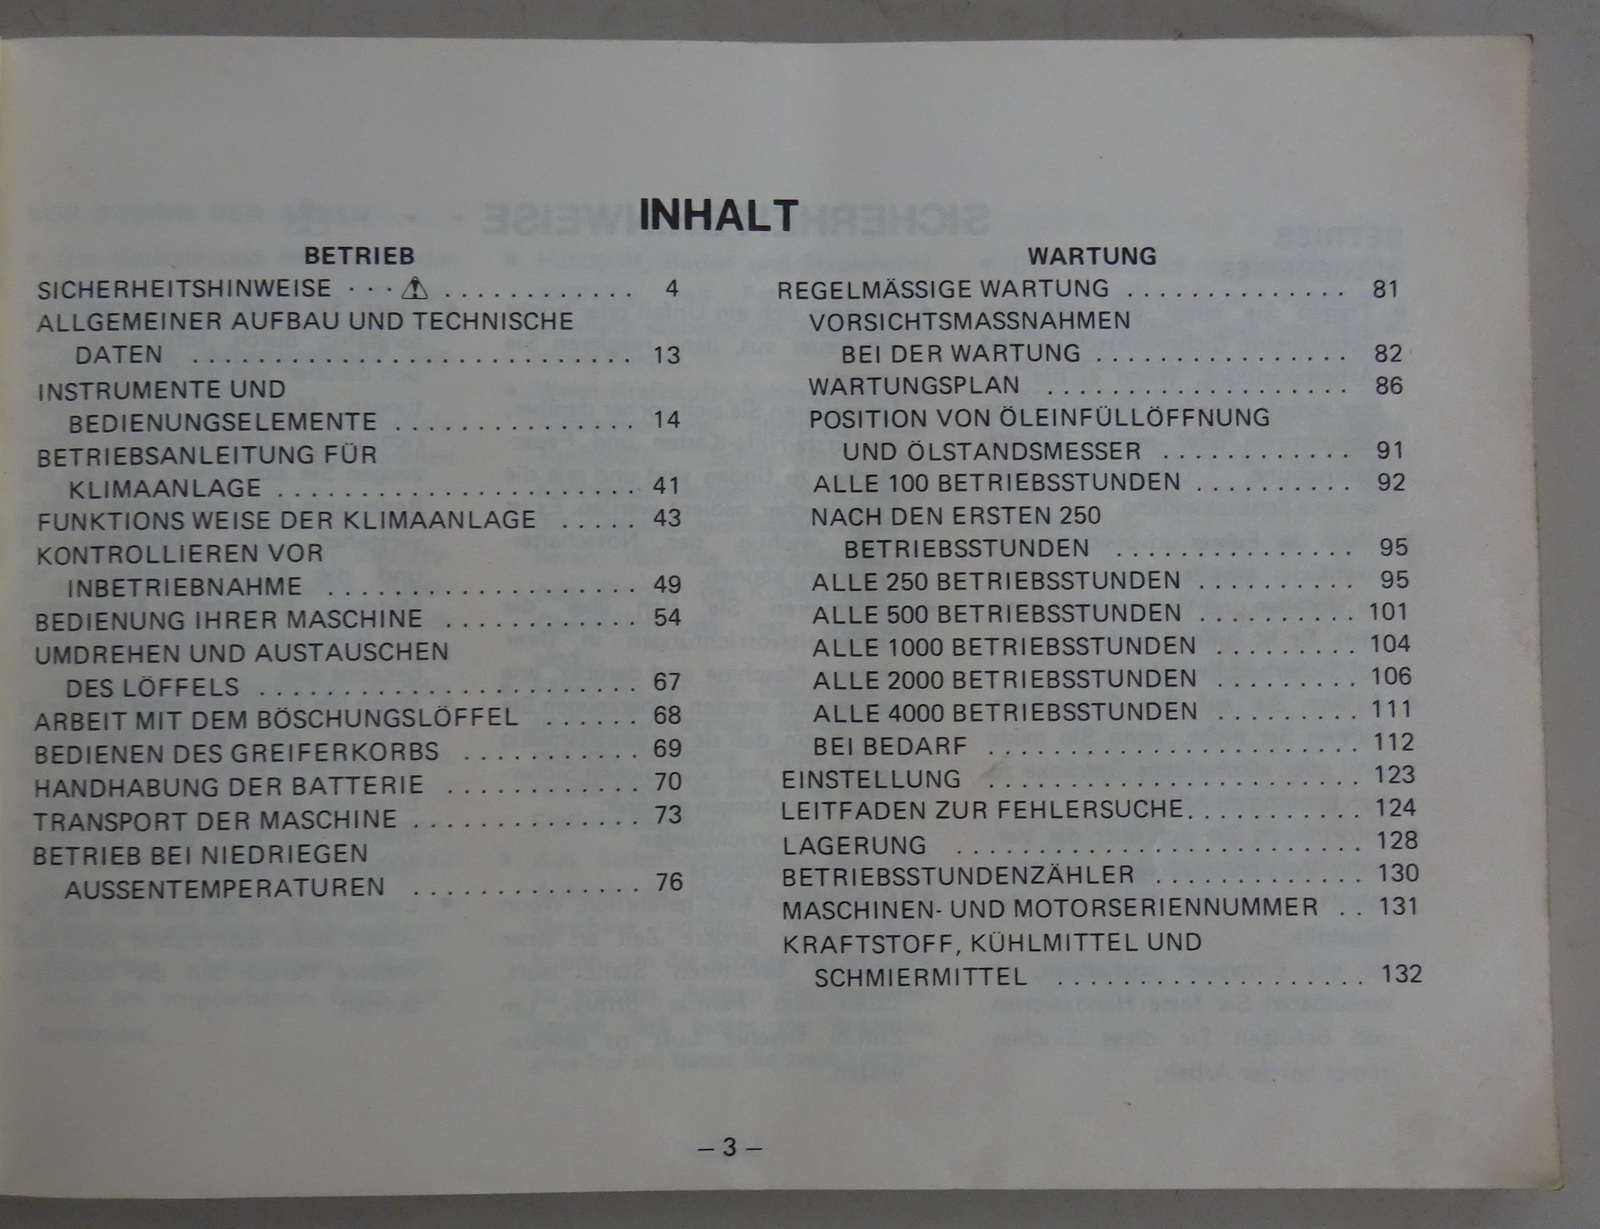 INHALT
BETRIEB
SICHERHEITSHINWEISE · · · ⚠ . . . . . . . . . . . . 4
ALLGEMEINER AUFBAU UND TECHNISCHE
DATEN . . . . . . . . . . . . . . . . . . . . . . . . . . . 13
INSTRUMENTE UND
BEDIENUNGSELEMENTE . . . . . . . . . . . . . . . 14
BETRIEBSANLEITUNG FÜR
KLIMAANLAGE . . . . . . . . . . . . . . . . . . . . . . 41
FUNKTIONS WEISE DER KLIMAANLAGE . . . . . 43
KONTROLLIEREN VOR
INBETRIEBNAHME . . . . . . . . . . . . . . . . . . . 49
BEDIENUNG IHRER MASCHINE . . . . . . . . . . . . 54
UMDREHEN UND AUSTAUSCHEN
DES LÖFFELS . . . . . . . . . . . . . . . . . . . . . . . 67
ARBEIT MIT DEM BÖSCHUNGSLÖFFEL . . . . . . 68
BEDIENEN DES GREIFERKORBS . . . . . . . . . . . 69
HANDHABUNG DER BATTERIE . . . . . . . . . . . . 70
TRANSPORT DER MASCHINE . . . . . . . . . . . . . . 73
BETRIEB BEI NIEDRIEGEN
AUSSENTEMPERATUREN . . . . . . . . . . . . . . 76
WARTUNG
REGELMÄSSIGE WARTUNG . . . . . . . . . . . . . . 81
VORSICHTSMASSNAHMEN
BEI DER WARTUNG . . . . . . . . . . . . . . . . 82
WARTUNGSPLAN . . . . . . . . . . . . . . . . . . . 86
POSITION VON ÖLEINFÜLLÖFFNUNG
UND ÖLSTANDSMESSER . . . . . . . . . . . . 91
ALLE 100 BETRIEBSSTUNDEN . . . . . . . . . . 92
NACH DEN ERSTEN 250
BETRIEBSSTUNDEN . . . . . . . . . . . . . . . 95
ALLE 250 BETRIEBSSTUNDEN . . . . . . . . . . 95
ALLE 500 BETRIEBSSTUNDEN . . . . . . . . . . 101
ALLE 1000 BETRIEBSSTUNDEN . . . . . . . . . 104
ALLE 2000 BETRIEBSSTUNDEN . . . . . . . . . 106
ALLE 4000 BETRIEBSSTUNDEN . . . . . . . . . 111
BEI BEDARF . . . . . . . . . . . . . . . . . . . . . . . 112
EINSTELLUNG . . . . . . . . . . . . . . . . . . . . . . . 123
LEITFADEN ZUR FEHLERSUCHE. . . . . . . . . . . 124
LAGERUNG . . . . . . . . . . . . . . . . . . . . . . . . . 128
BETRIEBSSTUNDENZÄHLER . . . . . . . . . . . . . 130
MASCHINEN- UND MOTORSERIENNUMMER . . 131
KRAFTSTOFF, KÜHLMITTEL UND
SCHMIERMITTEL . . . . . . . . . . . . . . . . . . . 132
– 3 –